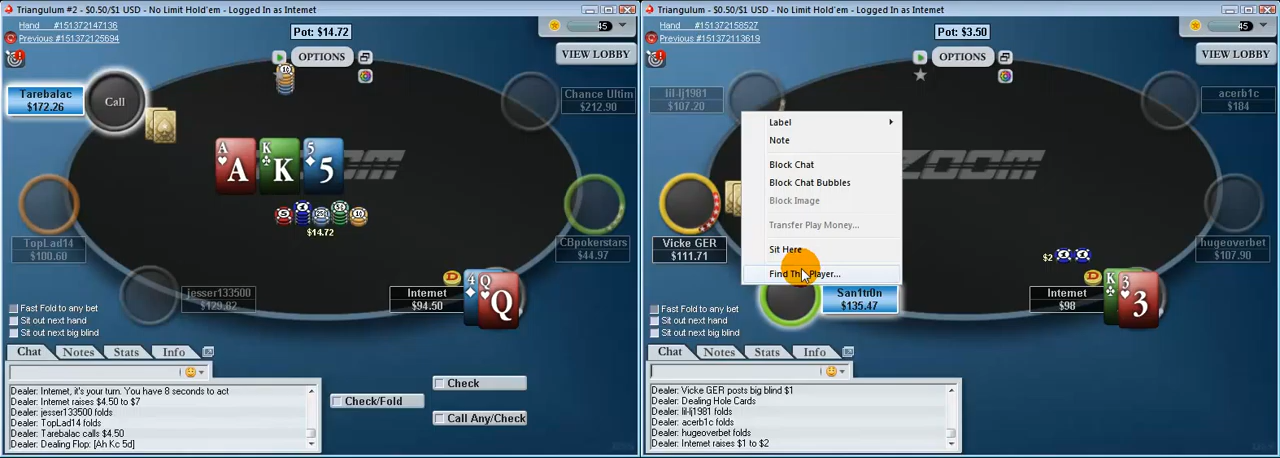 Triangulum #2 - $0.50/$1 USD - No Limit Hold'em - Logged In as Internet
Hand #151372147136
Previous #151372125694
Pot: $14.72
45
OPTIONS
VIEW LOBBY
Tarebalac
$172.26
Call
Chance Ultim
$212.90
A K 5
ZOOM
$14.72
TopLad14
$100.60
CBpokerstars
$44.97
jesser133500
$129.82
D
Internet
$94.50
4 Q
Q
Fast Fold to any bet
Sit out next hand
Sit out next big blind
Chat Notes Stats Info
Dealer: Internet, it's your turn. You have 8 seconds to act
Dealer: Internet raises $4.50 to $7
Dealer: jesser133500 folds
Dealer: TopLad14 folds
Dealer: Tarebalac calls $4.50
Dealer: Dealing Flop: [Ah Kc 5d]
Check
Check/Fold
Call Any/Check
Triangulum - $0.50/$1 USD - No Limit Hold'em - Logged In as Internet
Hand #151372158527
Previous #151372113619
Pot: $3.50
45
OPTIONS
VIEW LOBBY
lil-lj1981
$107.20
acerb1c
$184
Label
Note
Block Chat
Block Chat Bubbles
Block Image
Transfer Play Money...
Sit Here
Player...
ZOOM
Vicke GER
$111.71
hugeoverbet
$2
San1tr0n
$135.47
D
Internet
$98
K 3
3
Fast Fold to any bet
Sit out next hand
Sit out next big blind
Chat Notes Stats Info
Dealer: Vicke GER posts big blind $1
Dealer: Dealing Hole Cards
Dealer: lil-lj1981 folds
Dealer: acerb1c folds
Dealer: hugeoverbet folds
Dealer: Internet raises $1 to $2